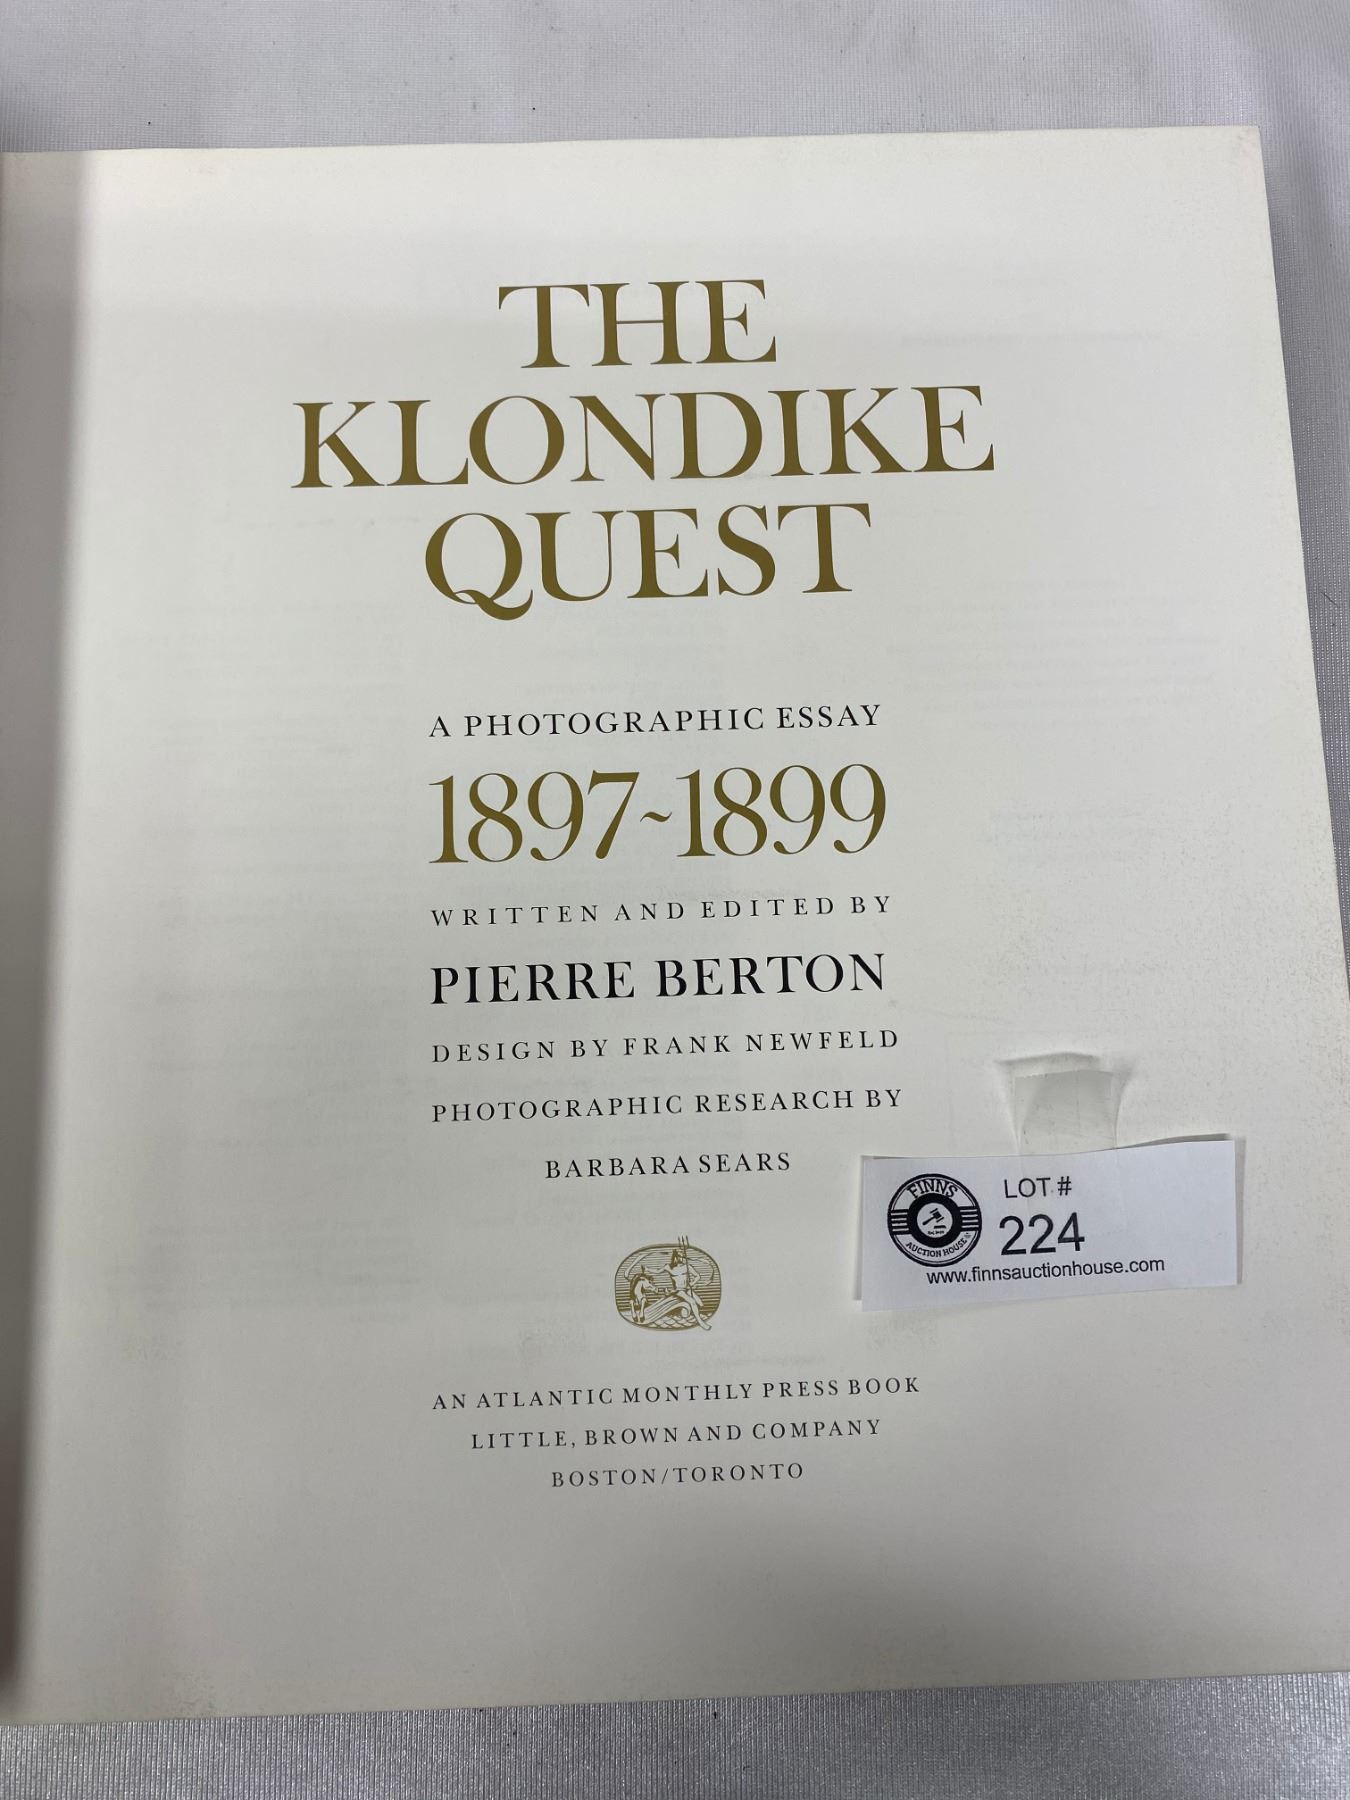 THE
KLONDIKE
QUEST
A PHOTOGRAPHIC ESSAY
1897~1899
WRITTEN AND EDITED BY
PIERRE BERTON
DESIGN BY FRANK NEWFELD
PHOTOGRAPHIC RESEARCH BY
BARBARA SEARS
FINNS
AUCTION HOUSE
LOT #
224
www.finnsauctionhouse.com
AN ATLANTIC MONTHLY PRESS BOOK
LITTLE, BROWN AND COMPANY
BOSTON/TORONTO